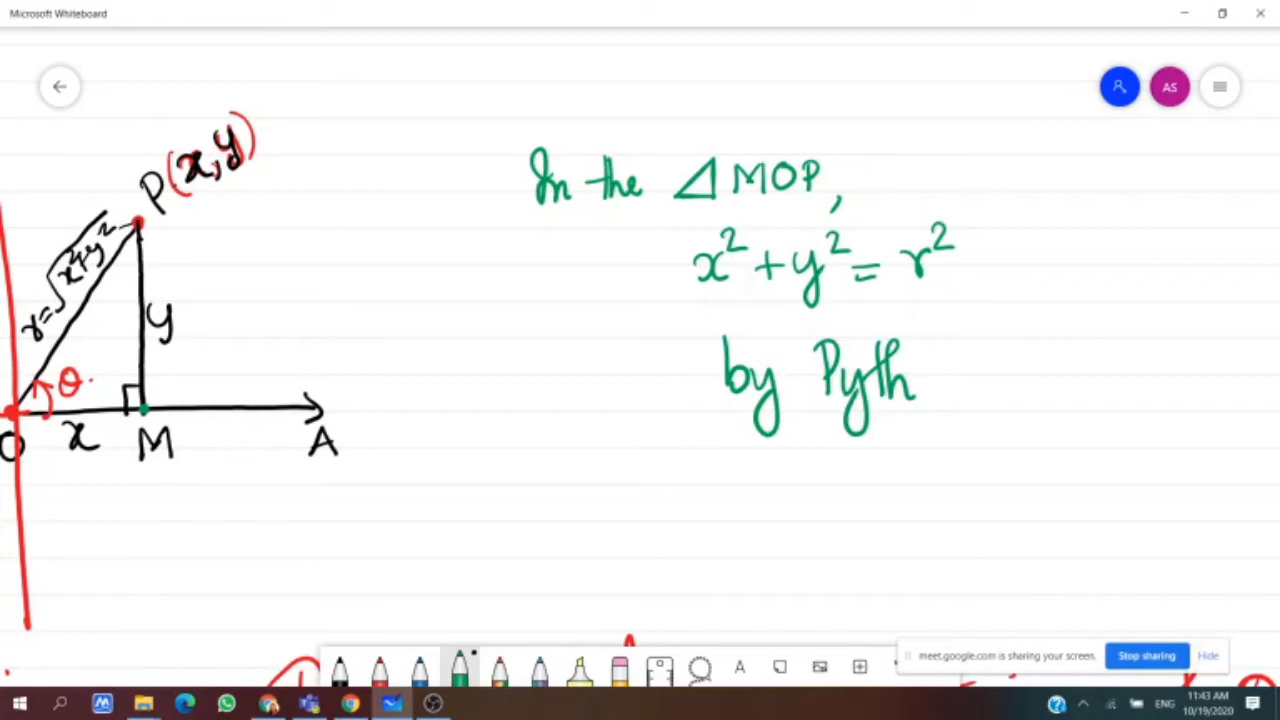 Microsoft Whiteboard
AS
P(x,y)
r=√x²+y²
y
θ
O
x
M
A
In the ⊿MOP,
x²+y²=r²
by Pyth
A
meet.google.com is sharing your screen.
Stop sharing
Hide
ENG
11:43 AM
10/19/2020